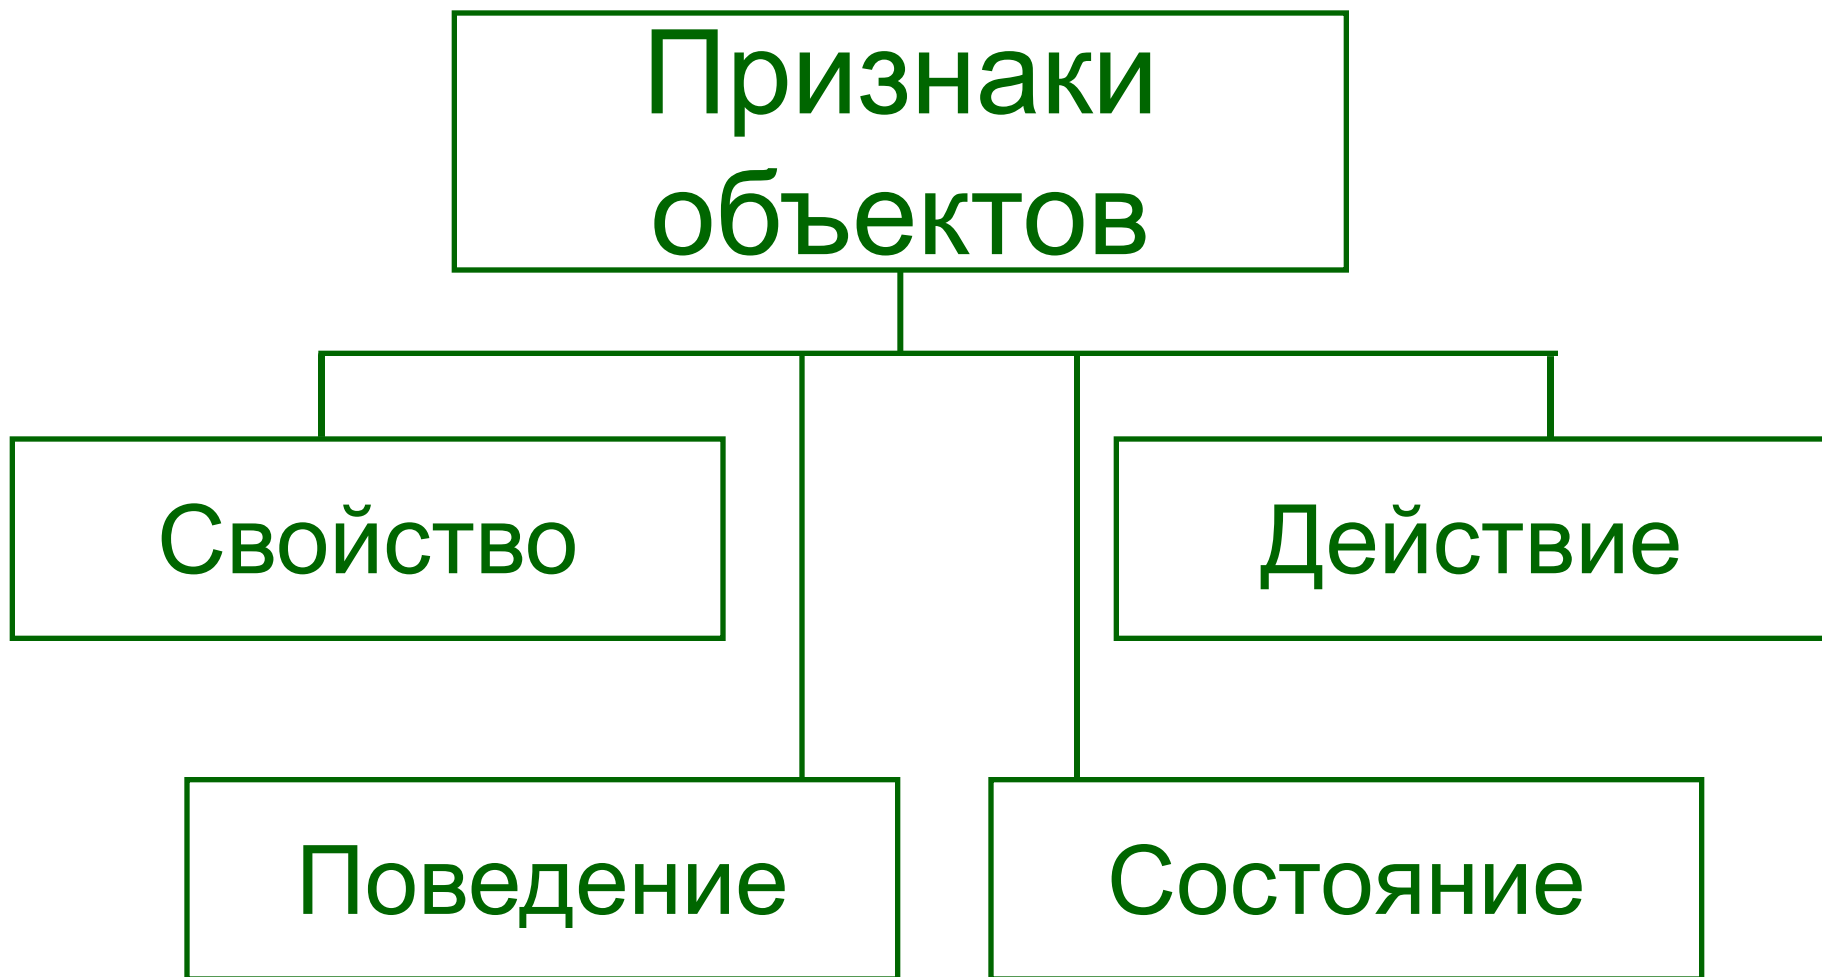 Признаки
объектов
Свойство
Действие
Поведение
Состояние